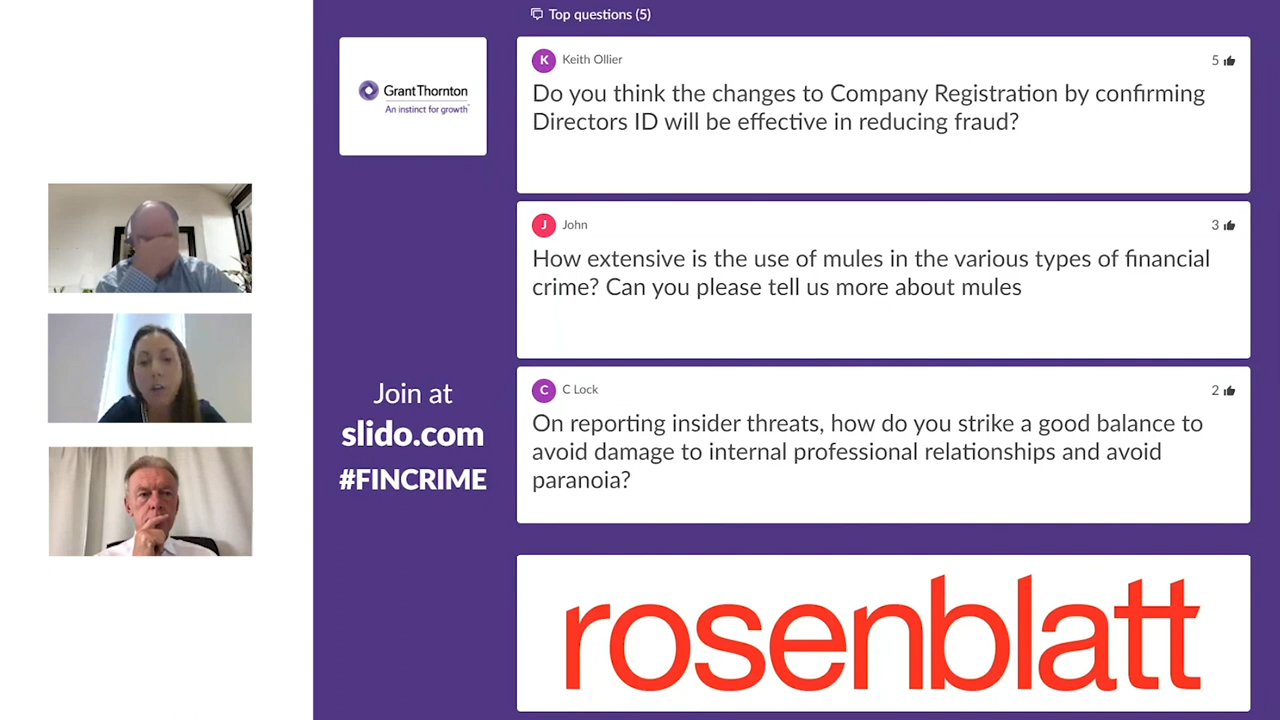 Top questions (5)
Grant Thornton
An instinct for growth™
K
Keith Ollier
5
Do you think the changes to Company Registration by confirming
Directors ID will be effective in reducing fraud?
J
John
3
How extensive is the use of mules in the various types of financial
crime? Can you please tell us more about mules
C
C Lock
2
On reporting insider threats, how do you strike a good balance to
avoid damage to internal professional relationships and avoid
paranoia?
Join at
slido.com
#FINCRIME
rosenblatt